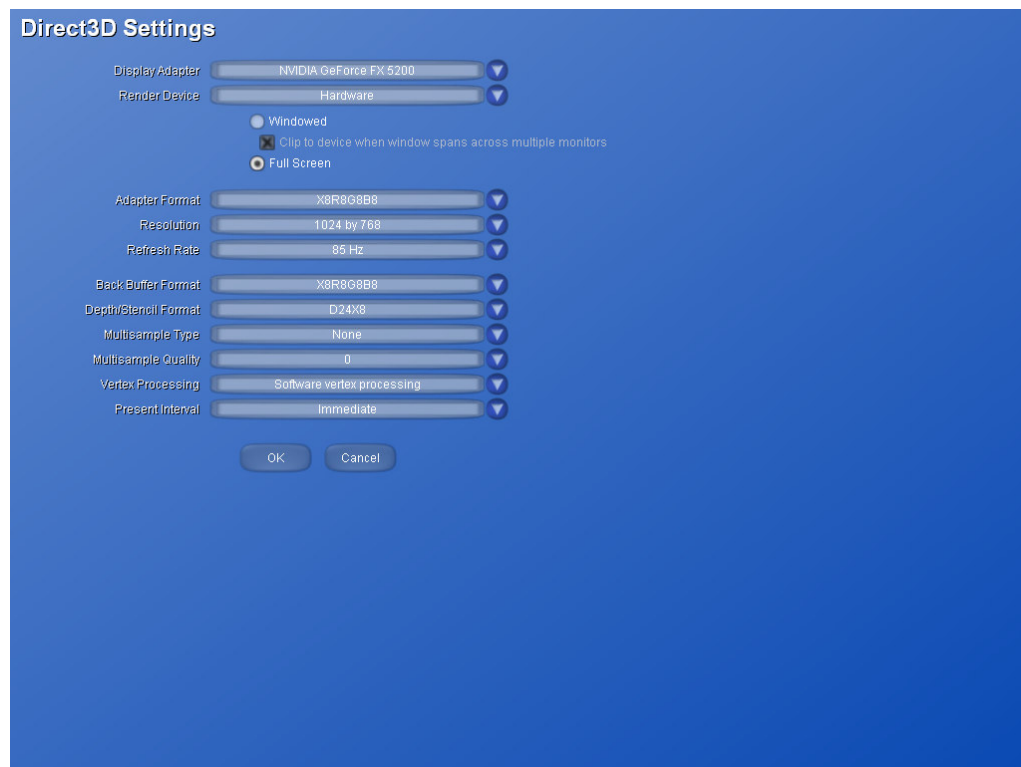 Direct3D Settings
Display Adapter NVIDIA GeForce FX 5200
Render Device Hardware
Windowed
Clip to device when window spans across multiple monitors
Full Screen
Adapter Format X8R8G8B8
Resolution 1024 by 768
Refresh Rate 85 Hz
Back Buffer Format X8R8G8B8
Depth/Stencil Format D24X8
Multisample Type None
Multisample Quality 0
Vertex Processing Software vertex processing
Present Interval Immediate
OK Cancel